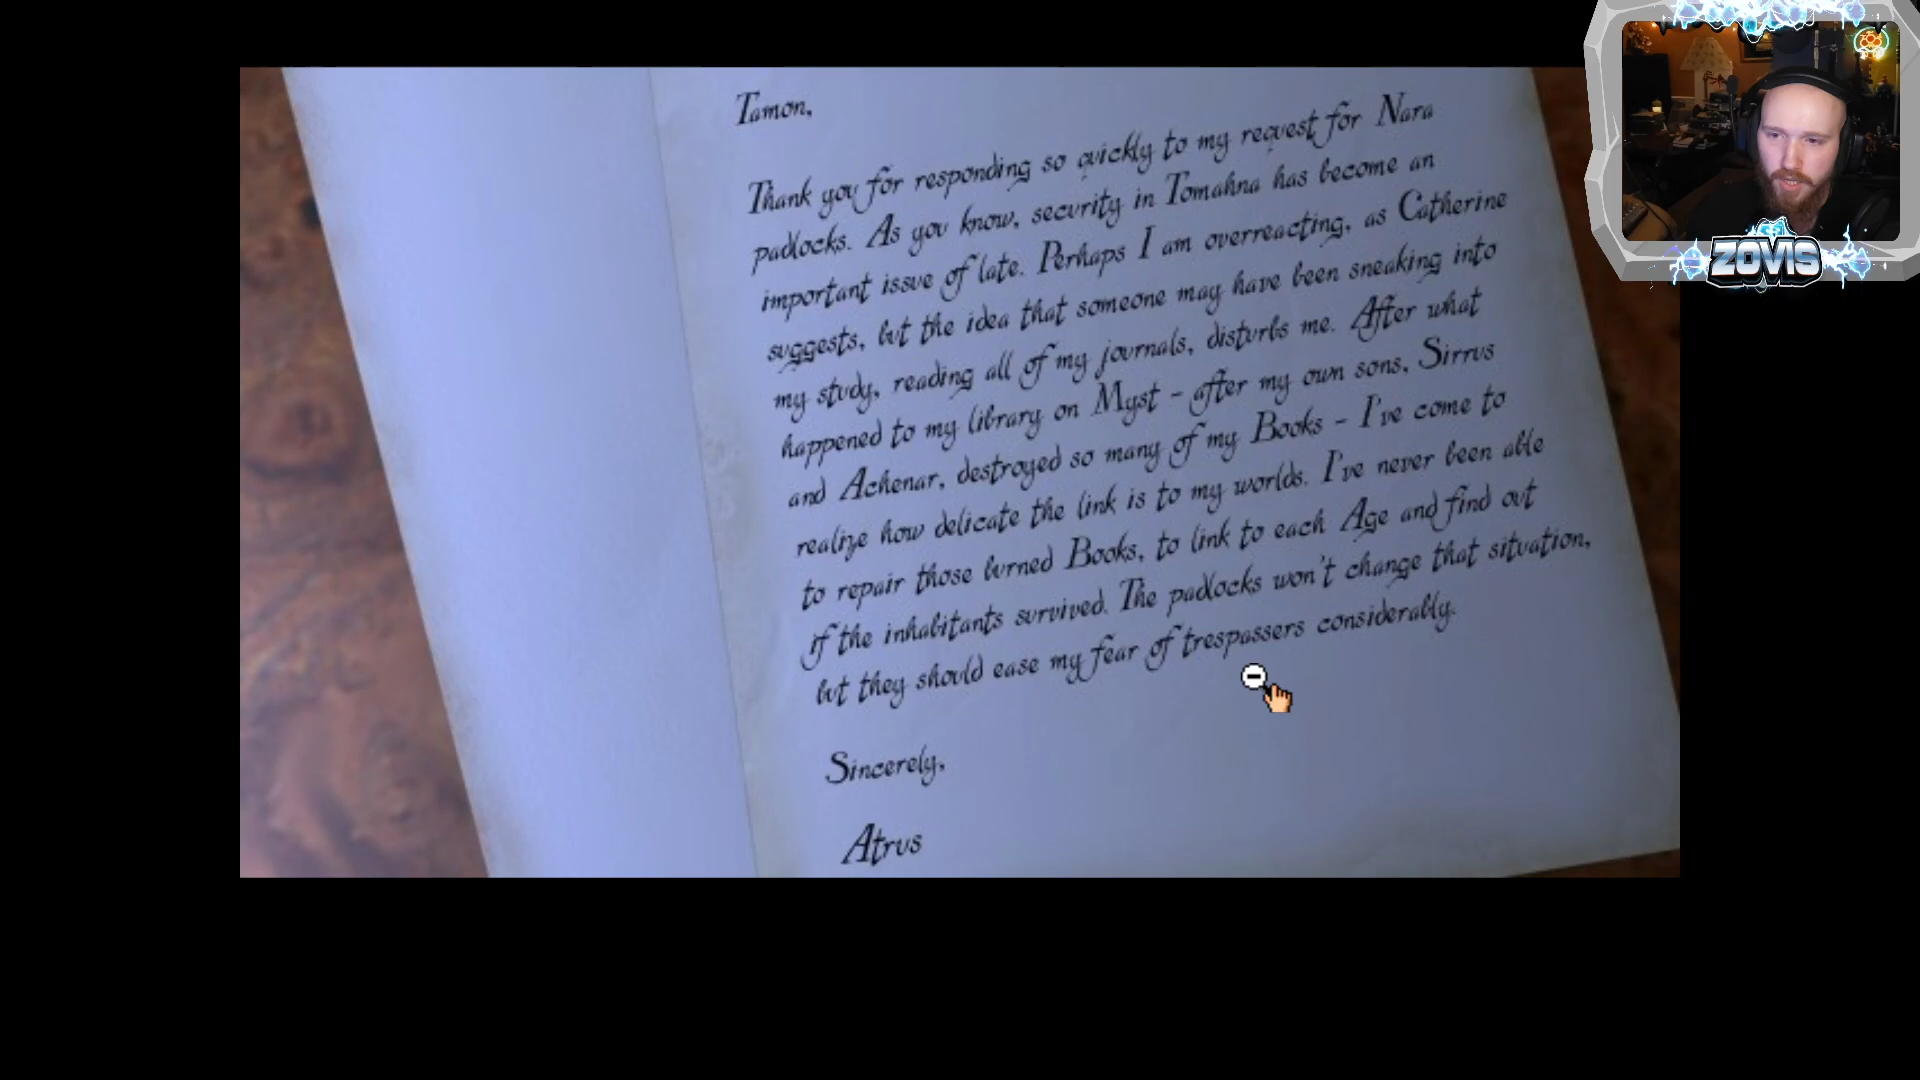 Tamon,
Thank you for responding so quickly to my request for Nara
padlocks. As you know, security in Tomahna has become an
important issue of late. Perhaps I am overreacting, as Catherine
suggests, but the idea that someone may have been sneaking into
my study, reading all of my journals, disturbs me. After what
happened to my library on Myst - after my own sons, Sirrus
and Achenar, destroyed so many of my Books - I've come to
realize how delicate the link is to my worlds. I've never been able
to repair those burned Books, to link to each Age and find out
if the inhabitants survived. The padlocks won't change that situation,
but they should ease my fear of trespassers considerably.
Sincerely,
Atrus
ZOVIS